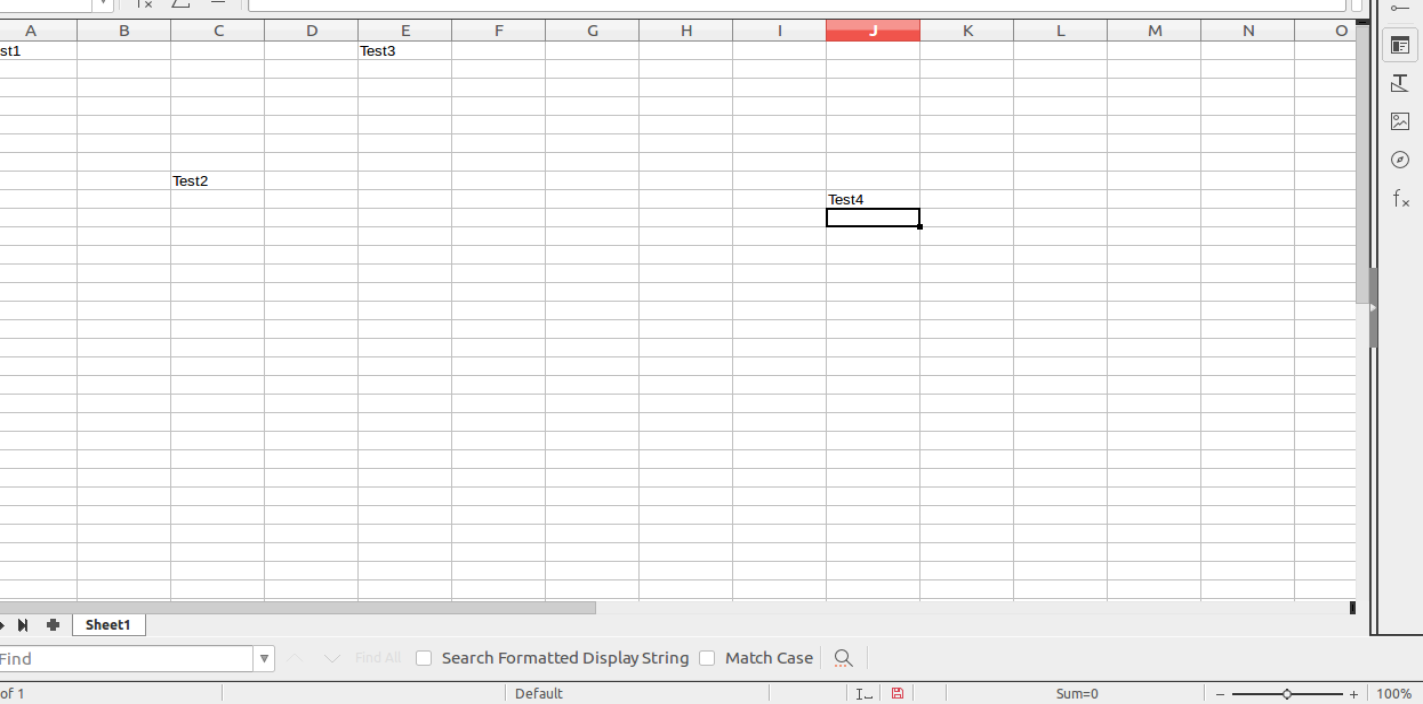 A B C D E F G H I J K L M N O
st1 Test3
Test2
Test4
Sheet1
Find Find All Search Formatted Display String Match Case
of 1 Default Sum=0 100%